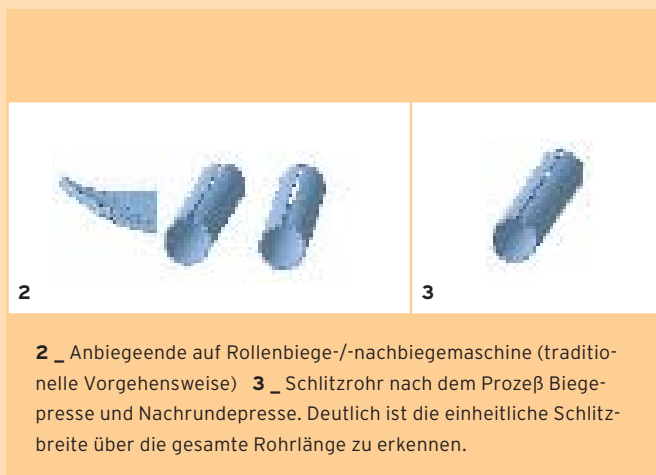 2
3
2 _ Anbiegeende auf Rollenbiege-/-nachbiegemaschine (traditio-
nelle Vorgehensweise) 3 _ Schlitzrohr nach dem Prozeß Biege-
presse und Nachrundepresse. Deutlich ist die einheitliche Schlitz-
breite über die gesamte Rohrlänge zu erkennen.